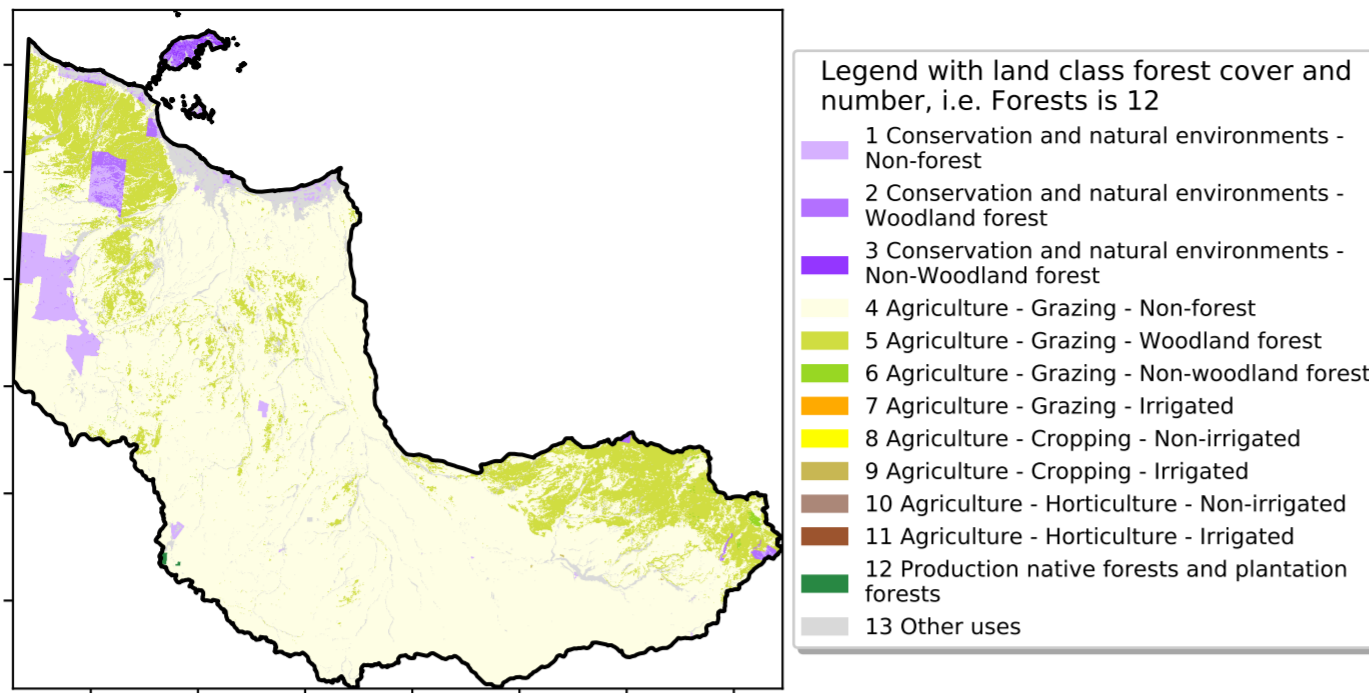 Legend with land class forest cover and
number, i.e. Forests is 12
1 Conservation and natural environments -
Non-forest
2 Conservation and natural environments -
Woodland forest
3 Conservation and natural environments -
Non-Woodland forest
4 Agriculture - Grazing - Non-forest
5 Agriculture - Grazing - Woodland forest
6 Agriculture - Grazing - Non-woodland forest
7 Agriculture - Grazing - Irrigated
8 Agriculture - Cropping - Non-irrigated
9 Agriculture - Cropping - Irrigated
10 Agriculture - Horticulture - Non-irrigated
11 Agriculture - Horticulture - Irrigated
12 Production native forests and plantation
forests
13 Other uses